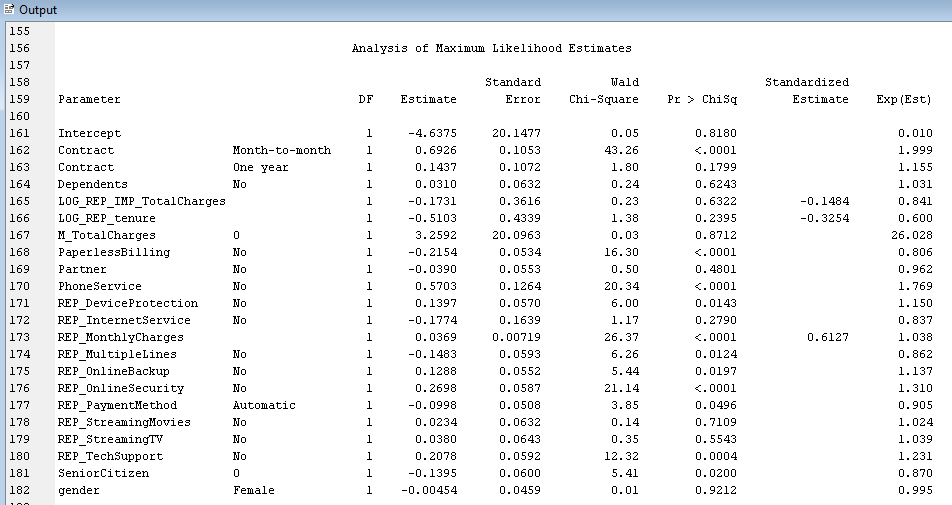 Output
155
156 Analysis of Maximum Likelihood Estimates
157
158 Standard Wald Standardized
159 Parameter DF Estimate Error Chi-Square Pr > ChiSq Estimate Exp(Est)
160
161 Intercept 1 -4.6375 20.1477 0.05 0.8180 0.010
162 Contract Month-to-month 1 0.6926 0.1053 43.26 <.0001 1.999
163 Contract One year 1 0.1437 0.1072 1.80 0.1799 1.155
164 Dependents No 1 0.0310 0.0632 0.24 0.6243 1.031
165 LOG_REP_IMP_TotalCharges 1 -0.1731 0.3616 0.23 0.6322 -0.1484 0.841
166 LOG_REP_tenure 1 -0.5103 0.4339 1.38 0.2395 -0.3254 0.600
167 M_TotalCharges 0 1 3.2592 20.0963 0.03 0.8712 26.028
168 PaperlessBilling No 1 -0.2154 0.0534 16.30 <.0001 0.806
169 Partner No 1 -0.0390 0.0553 0.50 0.4801 0.962
170 PhoneService No 1 0.5703 0.1264 20.34 <.0001 1.769
171 REP_DeviceProtection No 1 0.1397 0.0570 6.00 0.0143 1.150
172 REP_InternetService No 1 -0.1774 0.1639 1.17 0.2790 0.837
173 REP_MonthlyCharges 1 0.0369 0.00719 26.37 <.0001 0.6127 1.038
174 REP_MultipleLines No 1 -0.1483 0.0593 6.26 0.0124 0.862
175 REP_OnlineBackup No 1 0.1288 0.0552 5.44 0.0197 1.137
176 REP_OnlineSecurity No 1 0.2698 0.0587 21.14 <.0001 1.310
177 REP_PaymentMethod Automatic 1 -0.0998 0.0508 3.85 0.0496 0.905
178 REP_StreamingMovies No 1 0.0234 0.0632 0.14 0.7109 1.024
179 REP_StreamingTV No 1 0.0380 0.0643 0.35 0.5543 1.039
180 REP_TechSupport No 1 0.2078 0.0592 12.32 0.0004 1.231
181 SeniorCitizen 0 1 -0.1395 0.0600 5.41 0.0200 0.870
182 gender Female 1 -0.00454 0.0459 0.01 0.9212 0.995